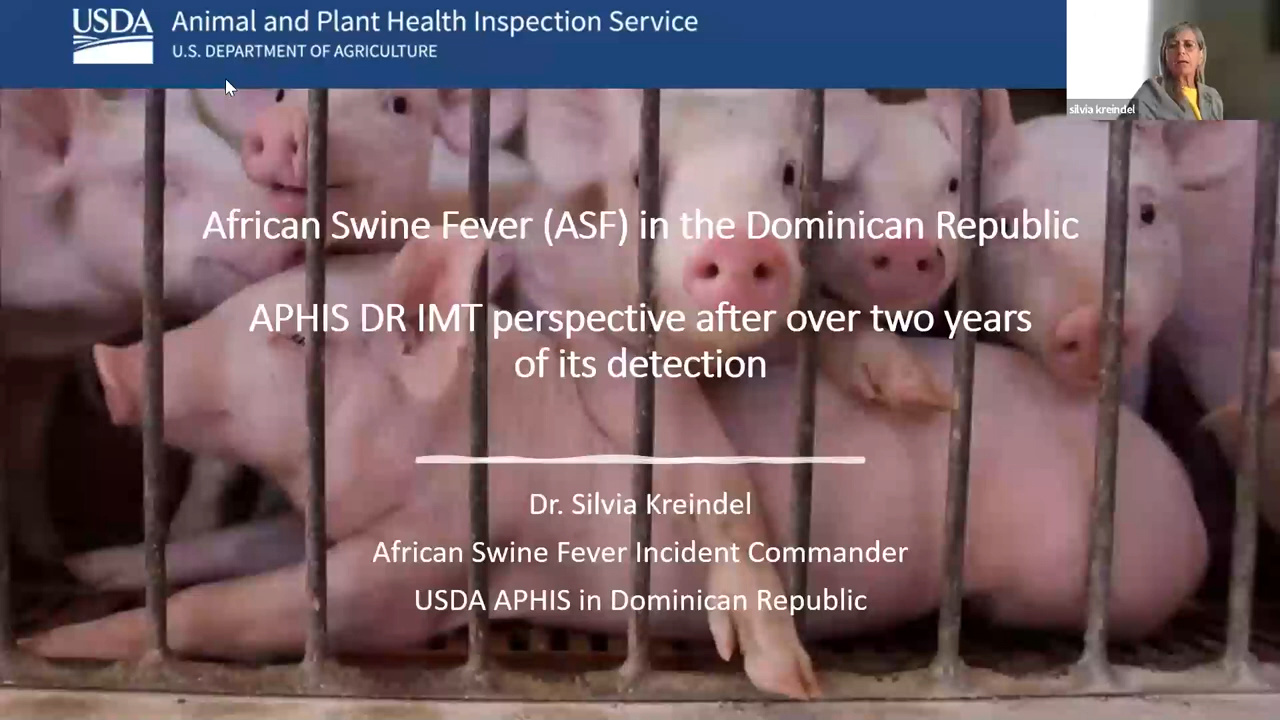 USDA
Animal and Plant Health Inspection Service
U.S. DEPARTMENT OF AGRICULTURE
silvia kreindel
African Swine Fever (ASF) in the Dominican Republic
APHIS DR IMT perspective after over two years
of its detection
Dr. Silvia Kreindel
African Swine Fever Incident Commander
USDA APHIS in Dominican Republic